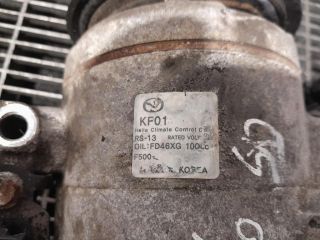 KF01
Halla Climate Control C
RS-13 RATED VOLT
OIL:FD46XG 100cc
F500
KOREA